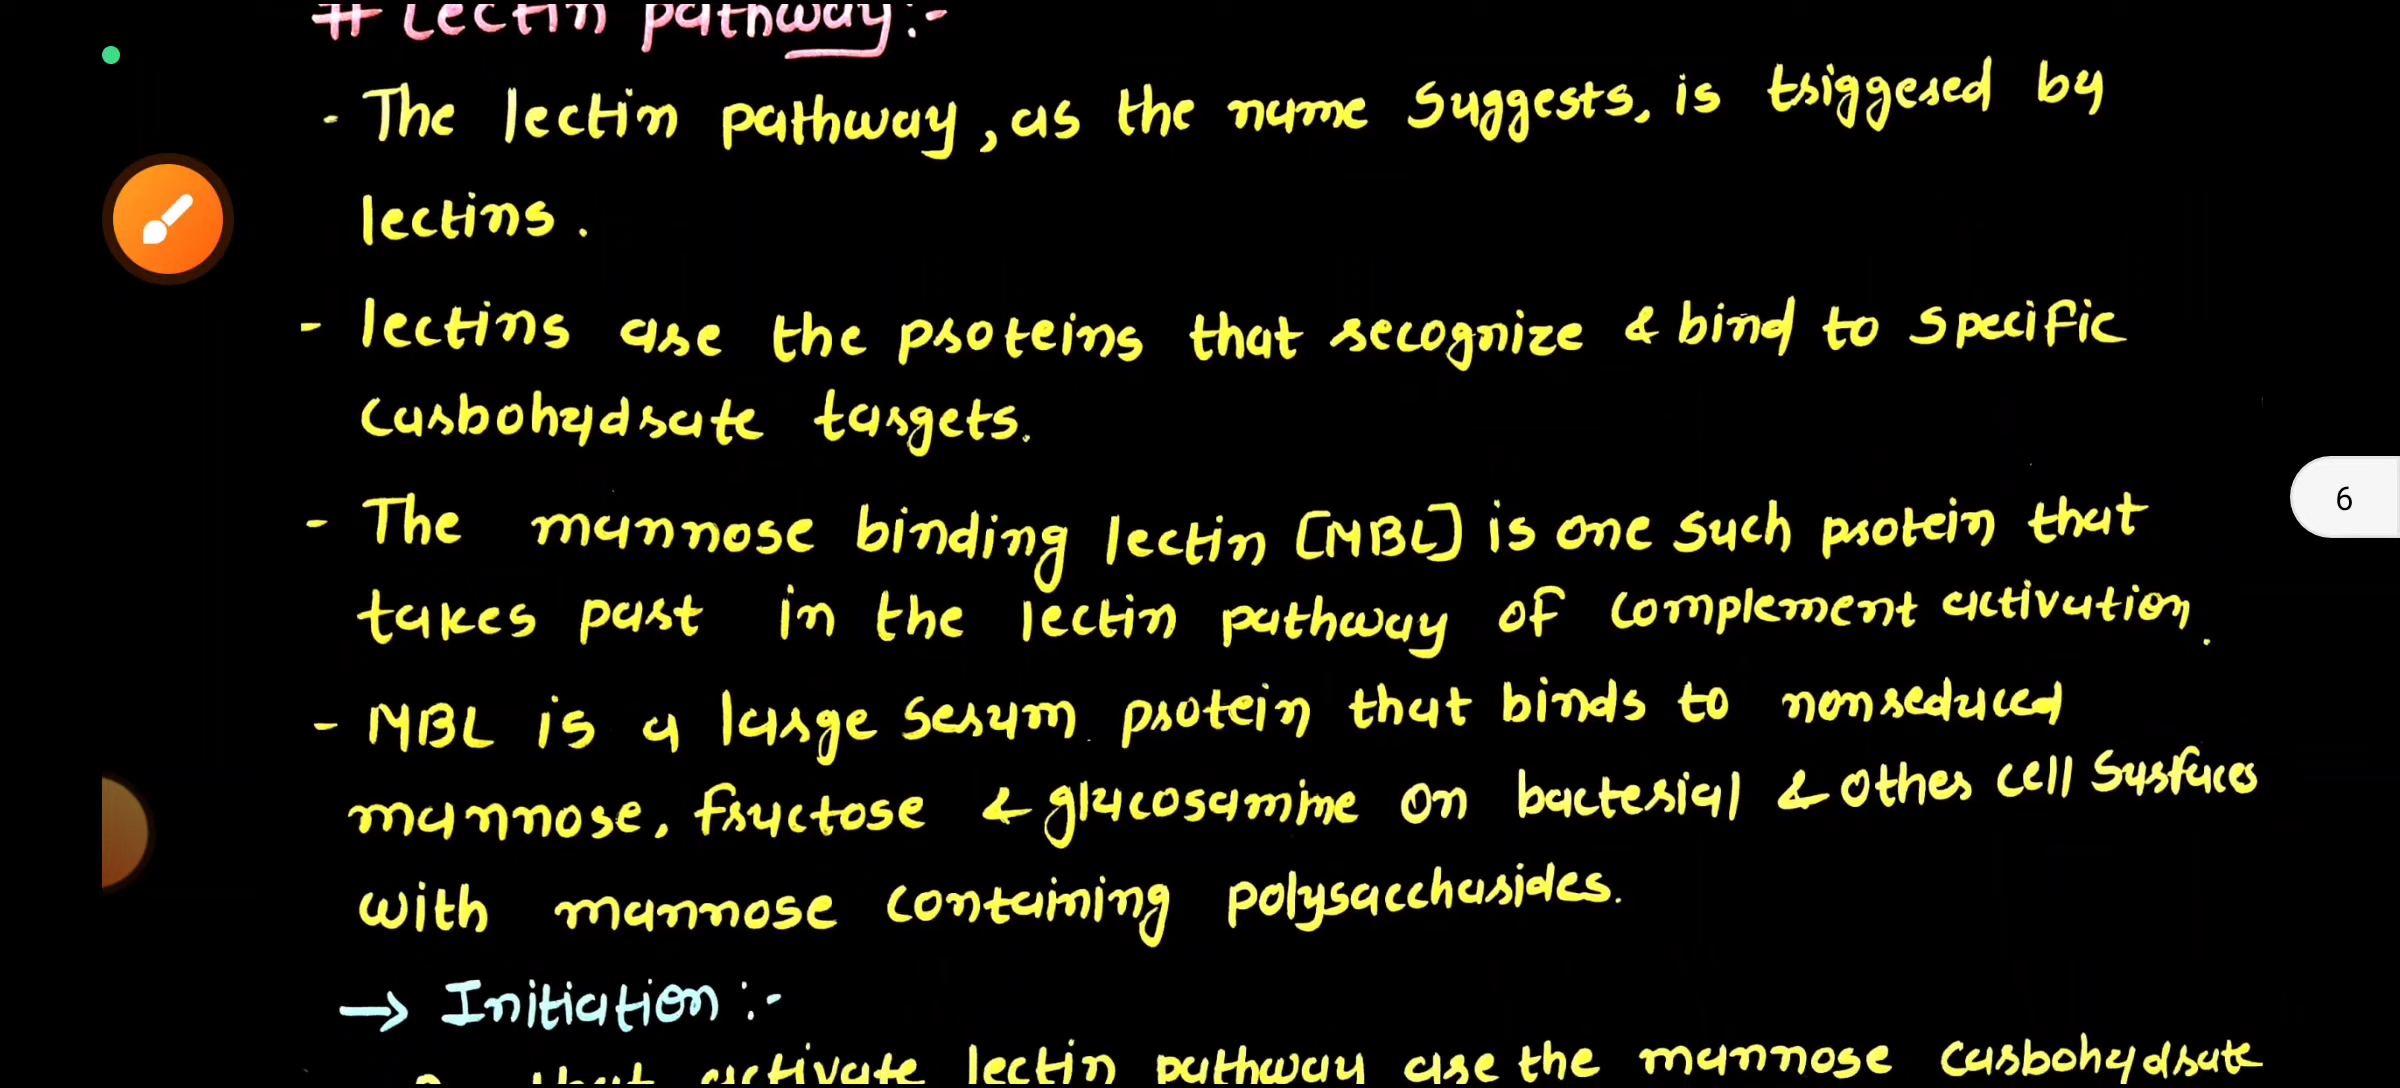 # Lectin pathway:-
- The lectin pathway, as the name suggests, is triggered by
lectins.
- lectins are the proteins that recognize & bind to specific
carbohydrate targets.
- The mannose binding lectin [MBL] is one such protein that
takes part in the lectin pathway of complement activation.
- MBL is a large serum protein that binds to nonreduced
mannose, fructose & glucosamine on bacterial & other cell surfaces
with mannose containing polysaccharides.
→ Initiation :-
that activate lectin pathway are the mannose carbohydrate
6